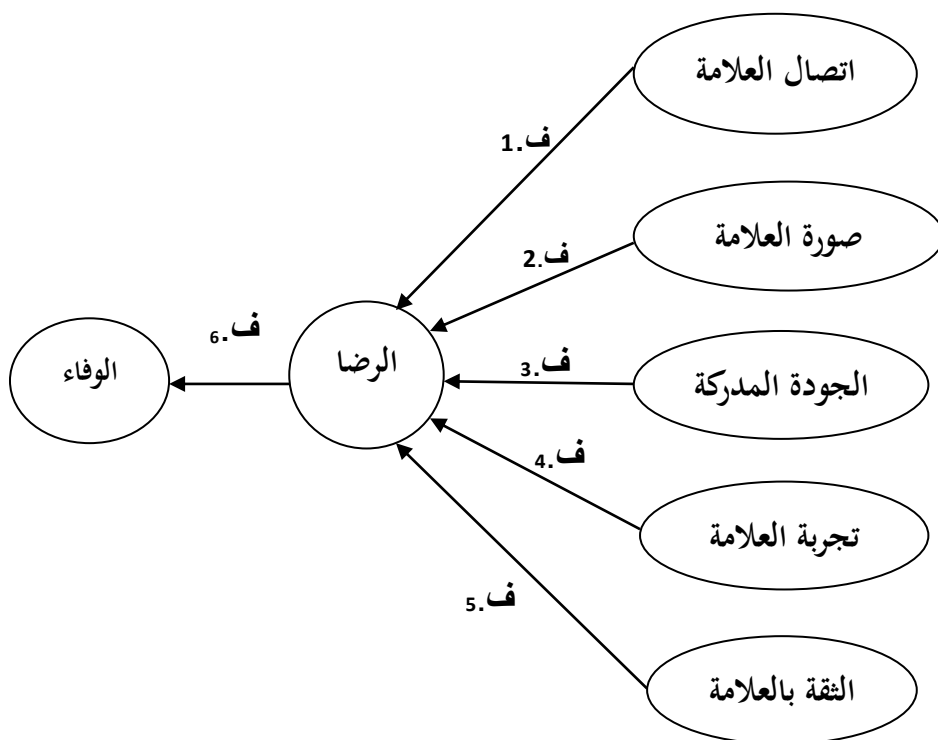 اتصال العلامة
ف.1
صورة العلامة
ف.2
الجودة المدركة
ف.3
الرضا
ف.6
الوفاء
ف.4
تجربة العلامة
ف.5
الثقة بالعلامة